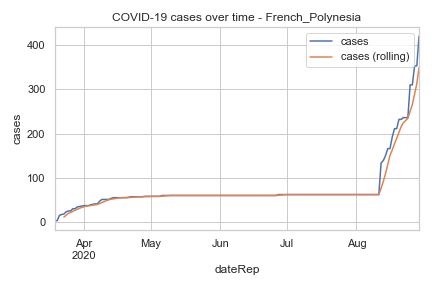 COVID-19 cases over time - French_Polynesia
cases
cases (rolling)
400
300
200
100
0
cases
Apr
2020
May
Jun
Jul
Aug
dateRep